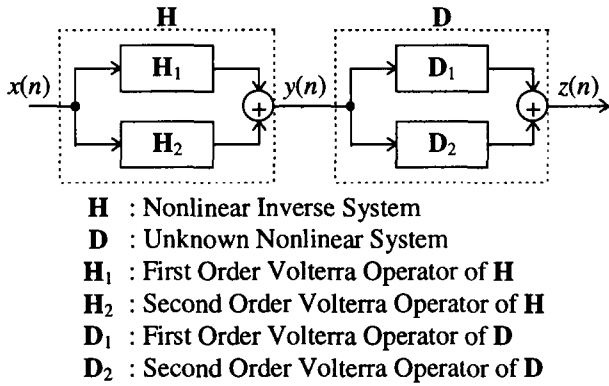 H D
x(n) H₁ y(n) D₁ z(n)
+ +
H₂ D₂
H : Nonlinear Inverse System
D : Unknown Nonlinear System
H₁ : First Order Volterra Operator of H
H₂ : Second Order Volterra Operator of H
D₁ : First Order Volterra Operator of D
D₂ : Second Order Volterra Operator of D